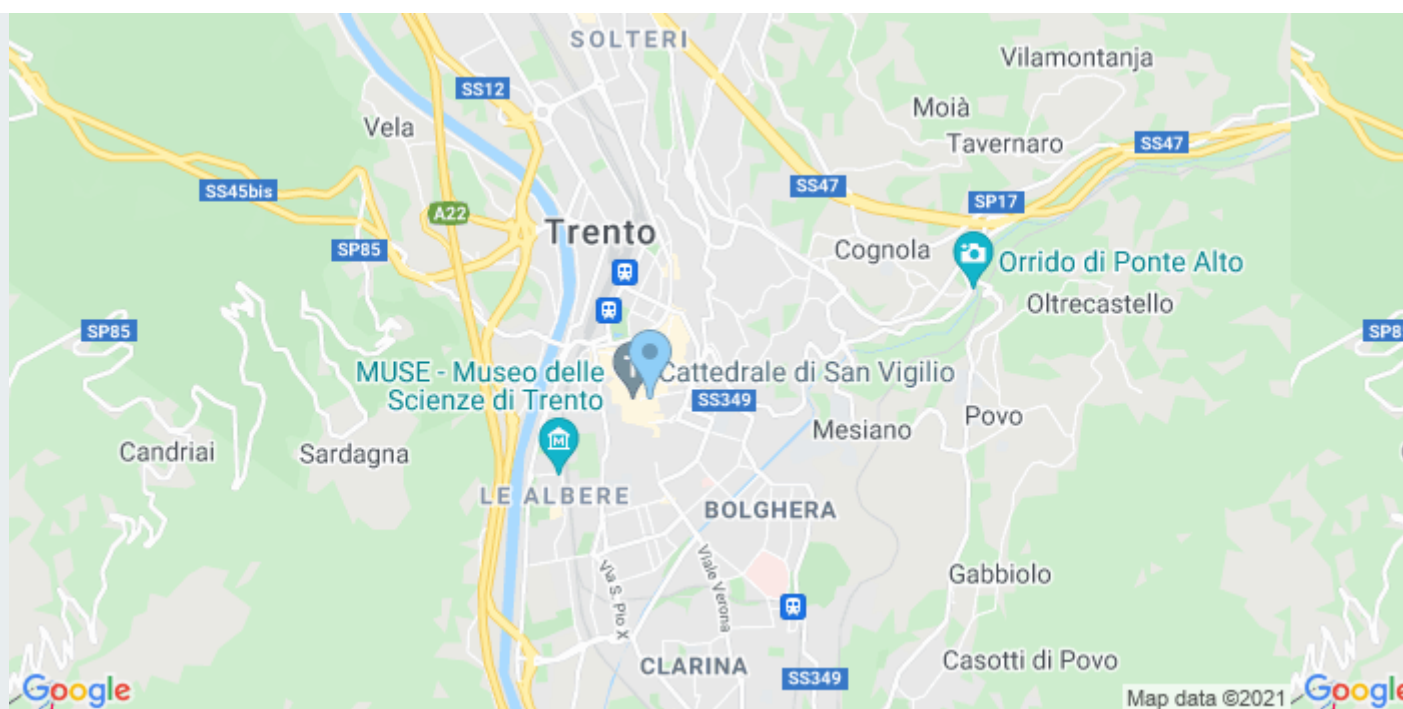 SOLTERI
Vilamontanja
SS12
Moià
Vela
Tavernaro
SS47
SS45bis
SS47
SP17
A22
Trento
SP85
Cognola
Orrido di Ponte Alto
Oltrecastello
SP85
SP8
MUSE - Museo delle
Scienze di Trento
Cattedrale di San Vigilio
SS349
Povo
Mesiano
Candriai
Sardagna
LE ALBERE
BOLGHERA
Viale Verona
Via S. Pio X
Gabbiolo
CLARINA
Casotti di Povo
SS349
Google
Map data ©2021
Google